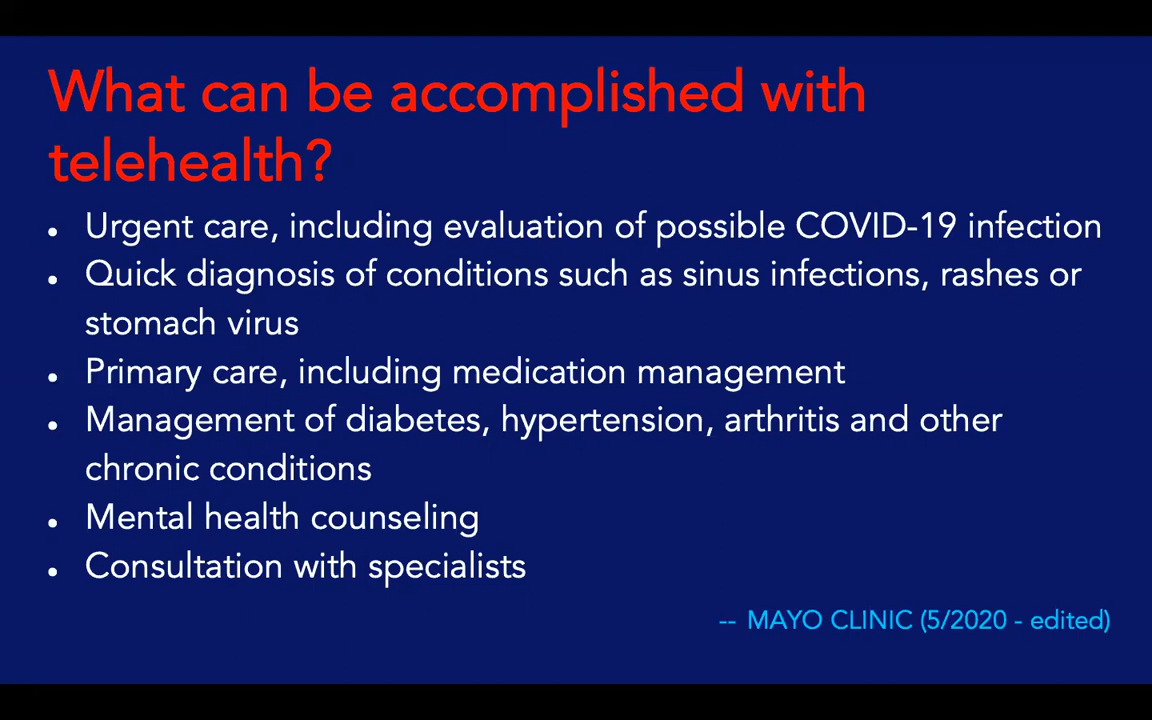 What can be accomplished with
telehealth?
• Urgent care, including evaluation of possible COVID-19 infection
• Quick diagnosis of conditions such as sinus infections, rashes or
stomach virus
• Primary care, including medication management
• Management of diabetes, hypertension, arthritis and other
chronic conditions
• Mental health counseling
• Consultation with specialists
-- MAYO CLINIC (5/2020 - edited)